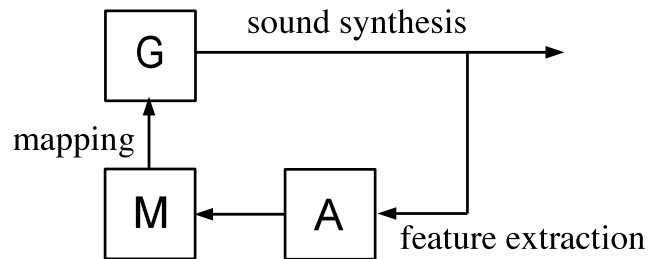 sound synthesis
G
mapping
M
A
feature extraction